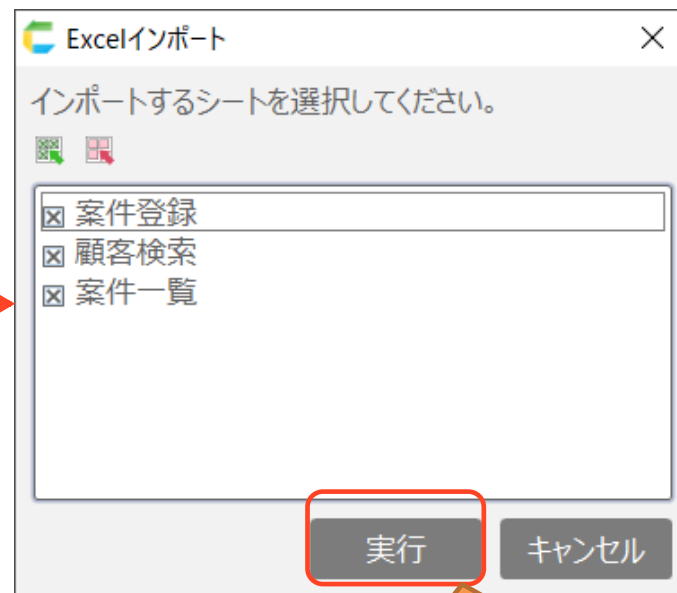 Excelインポート
インポートするシートを選択してください。
案件登録
顧客検索
案件一覧
実行 キャンセル